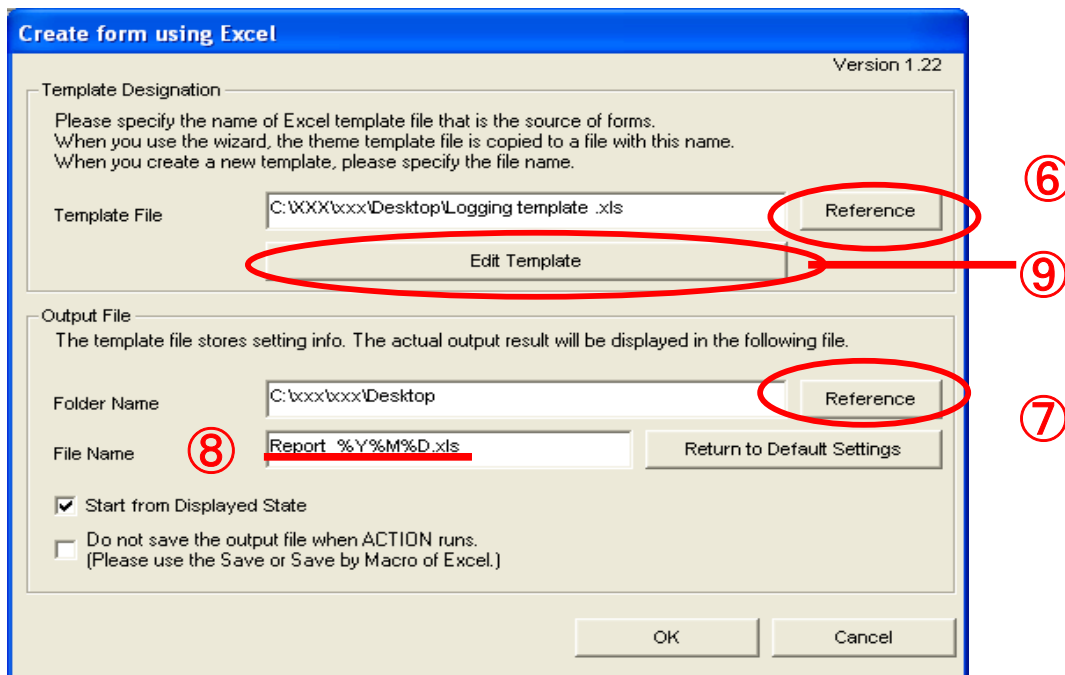 Create form using Excel
Version 1.22
Template Designation
Please specify the name of Excel template file that is the source of forms.
When you use the wizard, the theme template file is copied to a file with this name.
When you create a new template, please specify the file name.
Template File
C:\XXX\xxx\Desktop\Logging template .xls
Reference
⑥
Edit Template
⑨
Output File
The template file stores setting info. The actual output result will be displayed in the following file.
Folder Name
C:\xxx\xxx\Desktop
Reference
⑦
File Name
⑧
Report_%Y%M%D.xls
Return to Default Settings
Start from Displayed State
Do not save the output file when ACTION runs.
(Please use the Save or Save by Macro of Excel.)
OK
Cancel